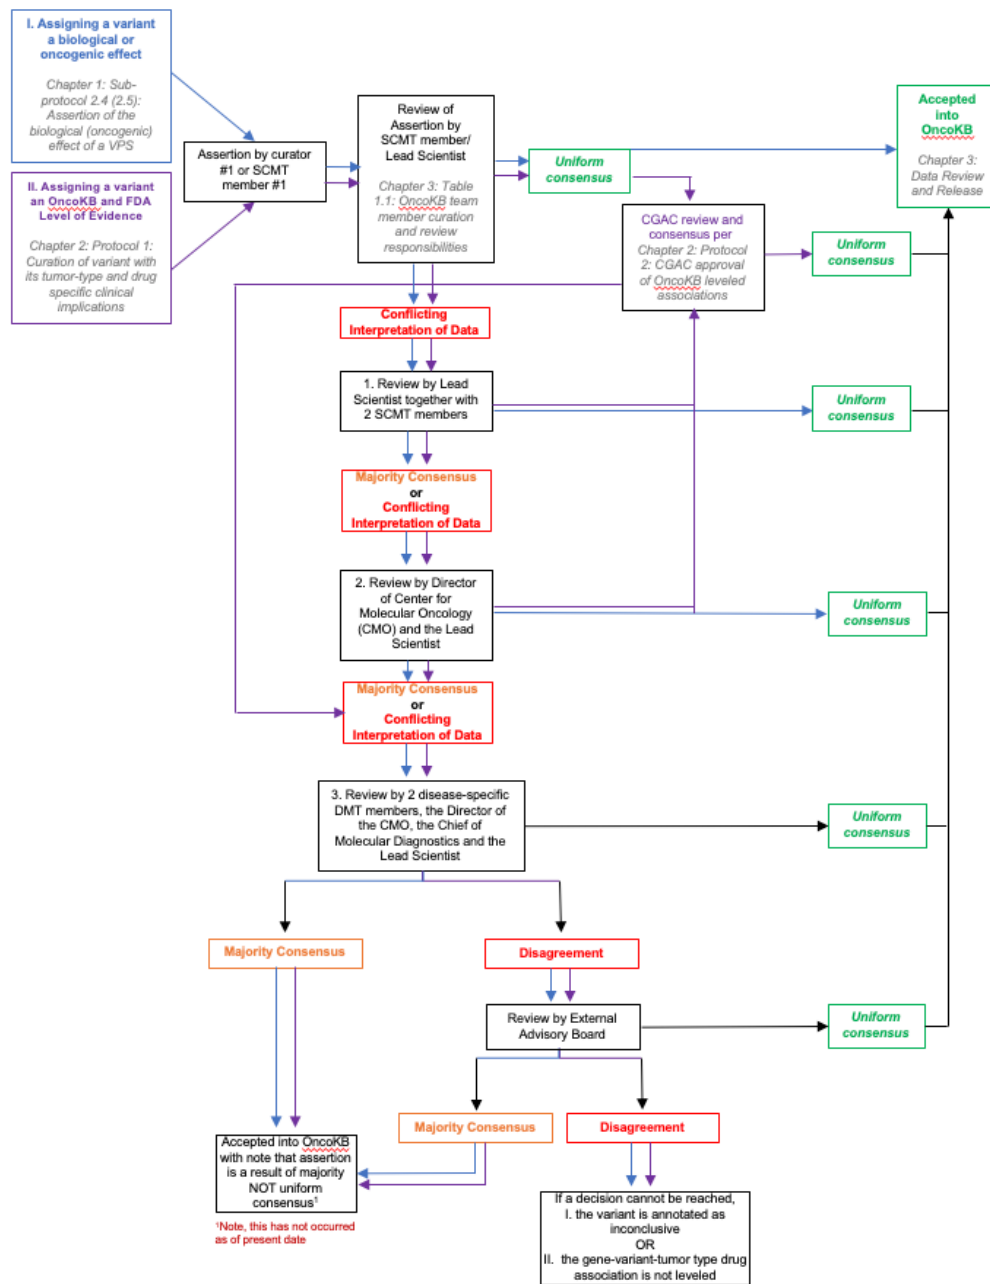 I. Assigning a variant
a biological or
oncogenic effect
Chapter 1: Sub-
protocol 2.4 (2.5):
Assertion of the
biological (oncogenic)
effect of a VPS
II. Assigning a variant
an OncoKB and FDA
Level of Evidence
Chapter 2: Protocol 1:
Curation of variant with
its tumor-type and drug
specific clinical
implications
Assertion by curator
#1 or SCMT
member #1
Review of
Assertion by
SCMT member/
Lead Scientist
Chapter 3: Table
1.1: OncoKB team
member curation
and review
responsibilities
Uniform
consensus
Accepted
into
OncoKB
Chapter 3:
Data Review
and Release
CGAC review and
consensus per
Chapter 2: Protocol
2: CGAC approval
of OncoKB leveled
associations
Uniform
consensus
Conflicting
Interpretation of Data
1. Review by Lead
Scientist together with
2 SCMT members
Uniform
consensus
Majority Consensus
or
Conflicting
Interpretation of Data
2. Review by Director
of Center for
Molecular Oncology
(CMO) and the Lead
Scientist
Uniform
consensus
Majority Consensus
or
Conflicting
Interpretation of Data
3. Review by 2 disease-specific
DMT members, the Director of
the CMO, the Chief of
Molecular Diagnostics and the
Lead Scientist
Uniform
consensus
Majority Consensus
Disagreement
Review by External
Advisory Board
Uniform
consensus
Majority Consensus
Disagreement
Accepted into OncoKB
with note that assertion
is a result of majority
NOT uniform
consensus¹
¹Note, this has not occurred
as of present date
If a decision cannot be reached,
I. the variant is annotated as
inconclusive
OR
II. the gene-variant-tumor type drug
association is not leveled